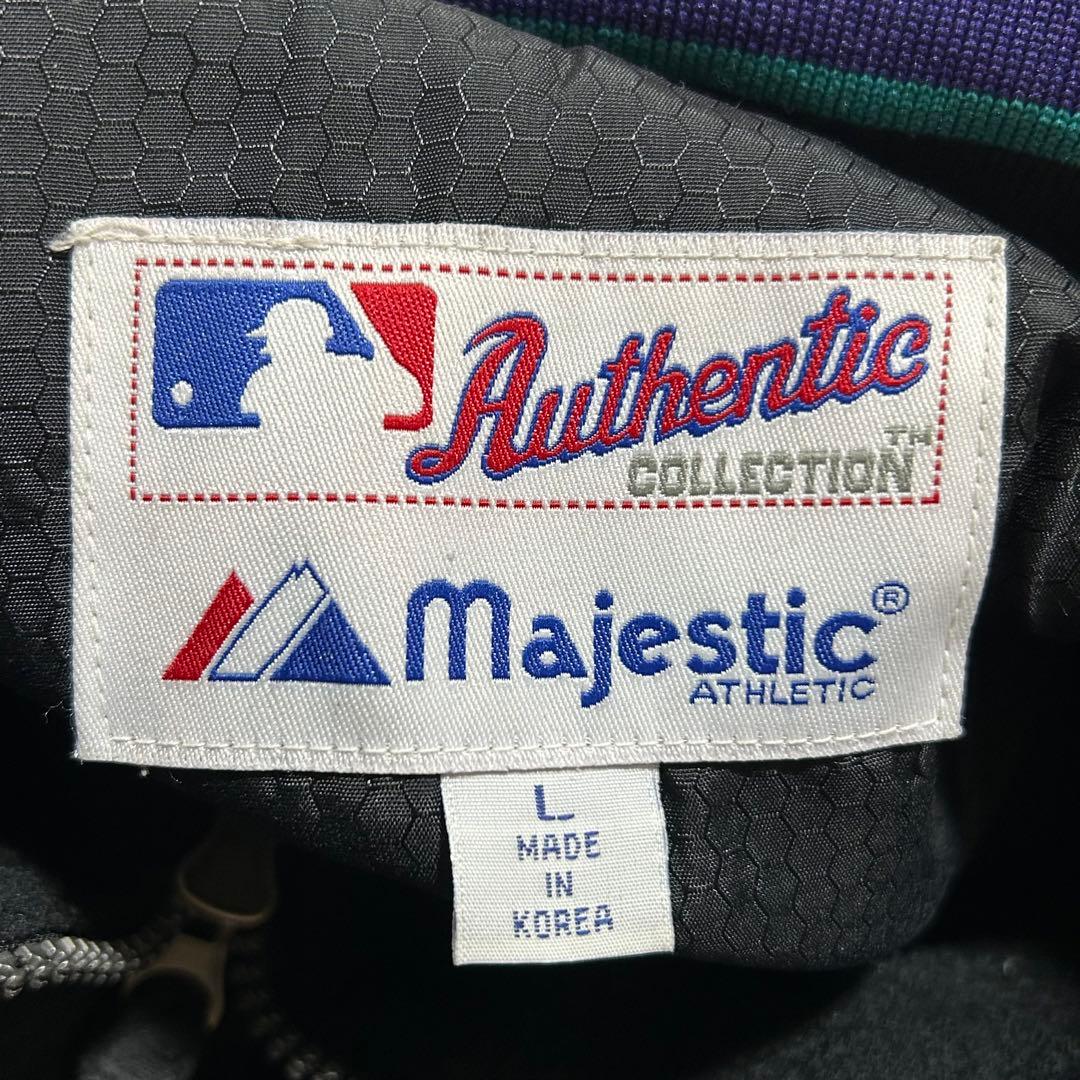 Authentic
COLLECTION™
Majestic®
ATHLETIC
L
MADE
IN
KOREA